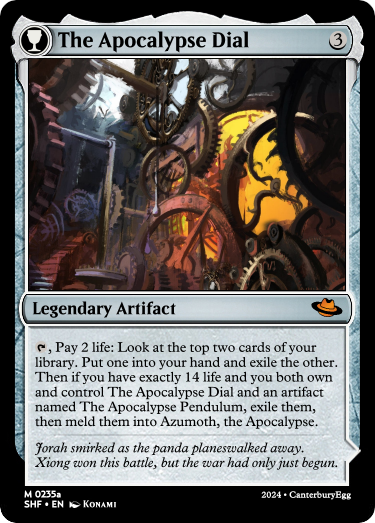 The Apocalypse Dial 3
Legendary Artifact
, Pay 2 life: Look at the top two cards of your
library. Put one into your hand and exile the other.
Then if you have exactly 14 life and you both own
and control The Apocalypse Dial and an artifact
named The Apocalypse Pendulum, exile them,
then meld them into Azumoth, the Apocalypse.
Jorah smirked as the panda planeswalked away.
Xiong won this battle, but the war had only just begun.
M 0235a
SHF • EN Konami
2024 • CanterburyEgg